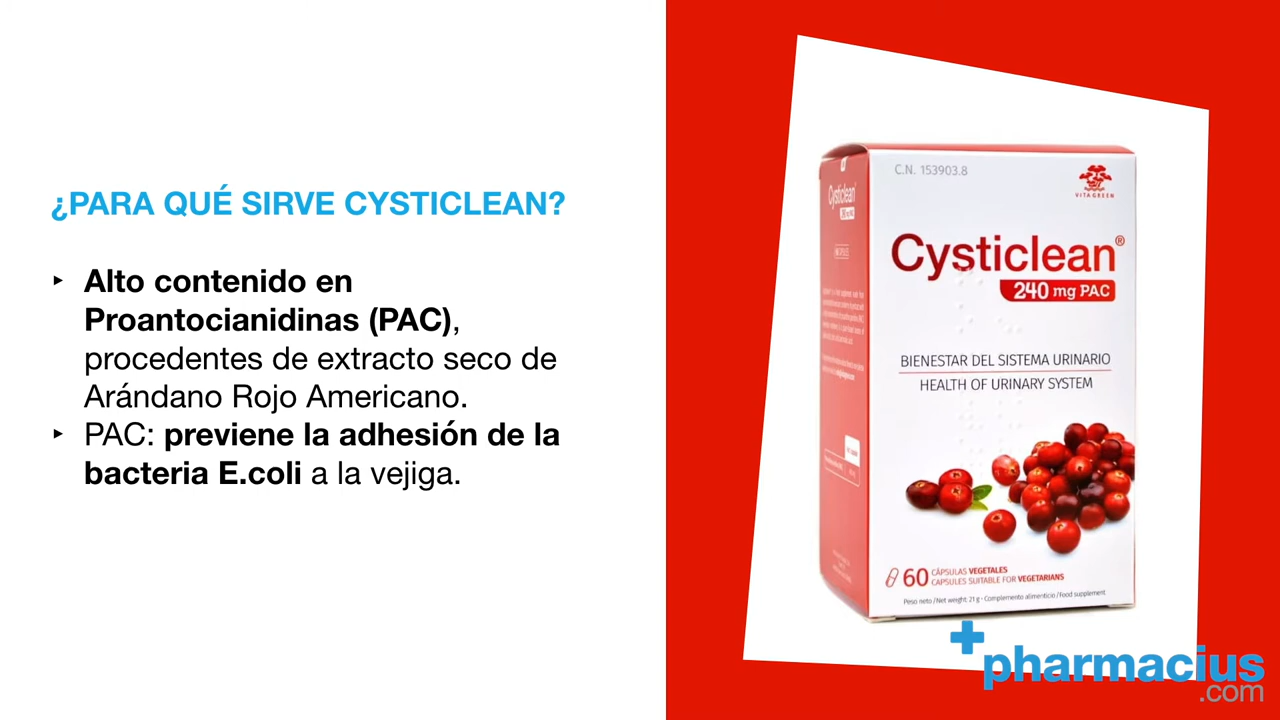 ¿PARA QUÉ SIRVE CYSTICLEAN?
‣ Alto contenido en
Proantocianidinas (PAC),
procedentes de extracto seco de
Arándano Rojo Americano.
‣ PAC: previene la adhesión de la
bacteria E.coli a la vejiga.
C.N. 153903.8
VITAGREEN
Cysticlean®
240 mg PAC
BIENESTAR DEL SISTEMA URINARIO
HEALTH OF URINARY SYSTEM
60 CÁPSULAS VEGETALES
CAPSULES SUITABLE FOR VEGETARIANS
Peso neto / Net weight: 21 g - Complemento alimenticio / Food supplement
Cysticlean®
pharmacius
.com